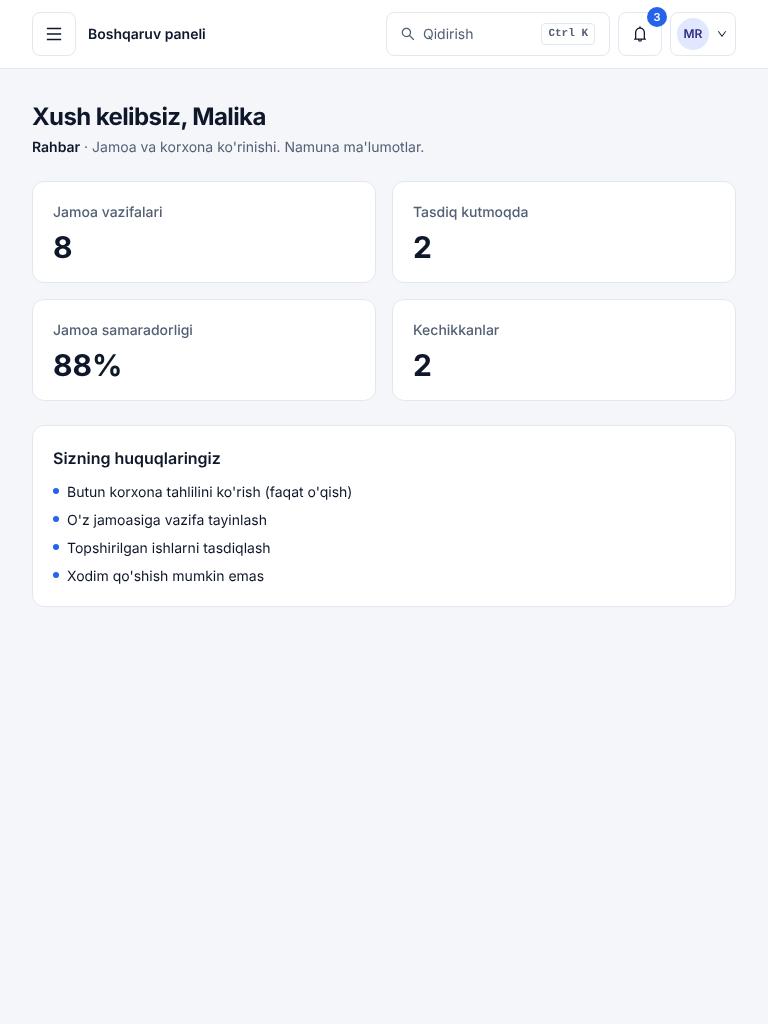 Boshqaruv paneli
Qidirish
Ctrl K
3
MR
Xush kelibsiz, Malika
Rahbar · Jamoa va korxona ko'rinishi. Namuna ma'lumotlar.
Jamoa vazifalari
8
Tasdiq kutmoqda
2
Jamoa samaradorligi
88%
Kechikkanlar
2
Sizning huquqlaringiz
Butun korxona tahlilini ko'rish (faqat o'qish)
O'z jamoasiga vazifa tayinlash
Topshirilgan ishlarni tasdiqlash
Xodim qo'shish mumkin emas